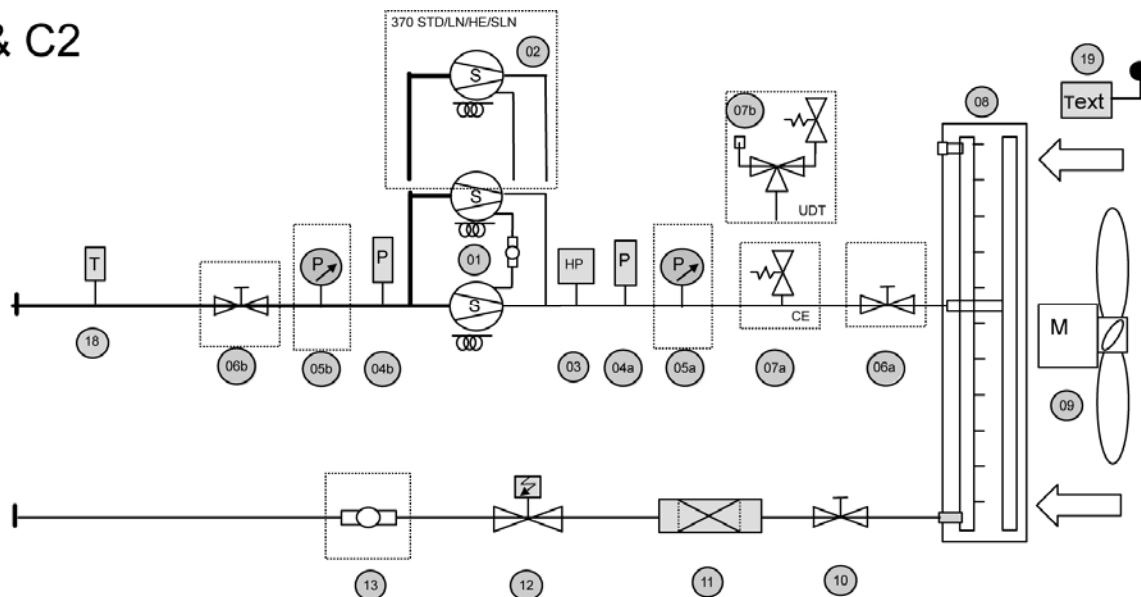 & C2
370 STD/LN/HE/SLN
02
S
19
Text
08
07b
UDT
S
01
T
P
P
HP
P
P
S
CE
M
18
06b
05b
04b
03
04a
05a
07a
06a
09
13
12
11
10